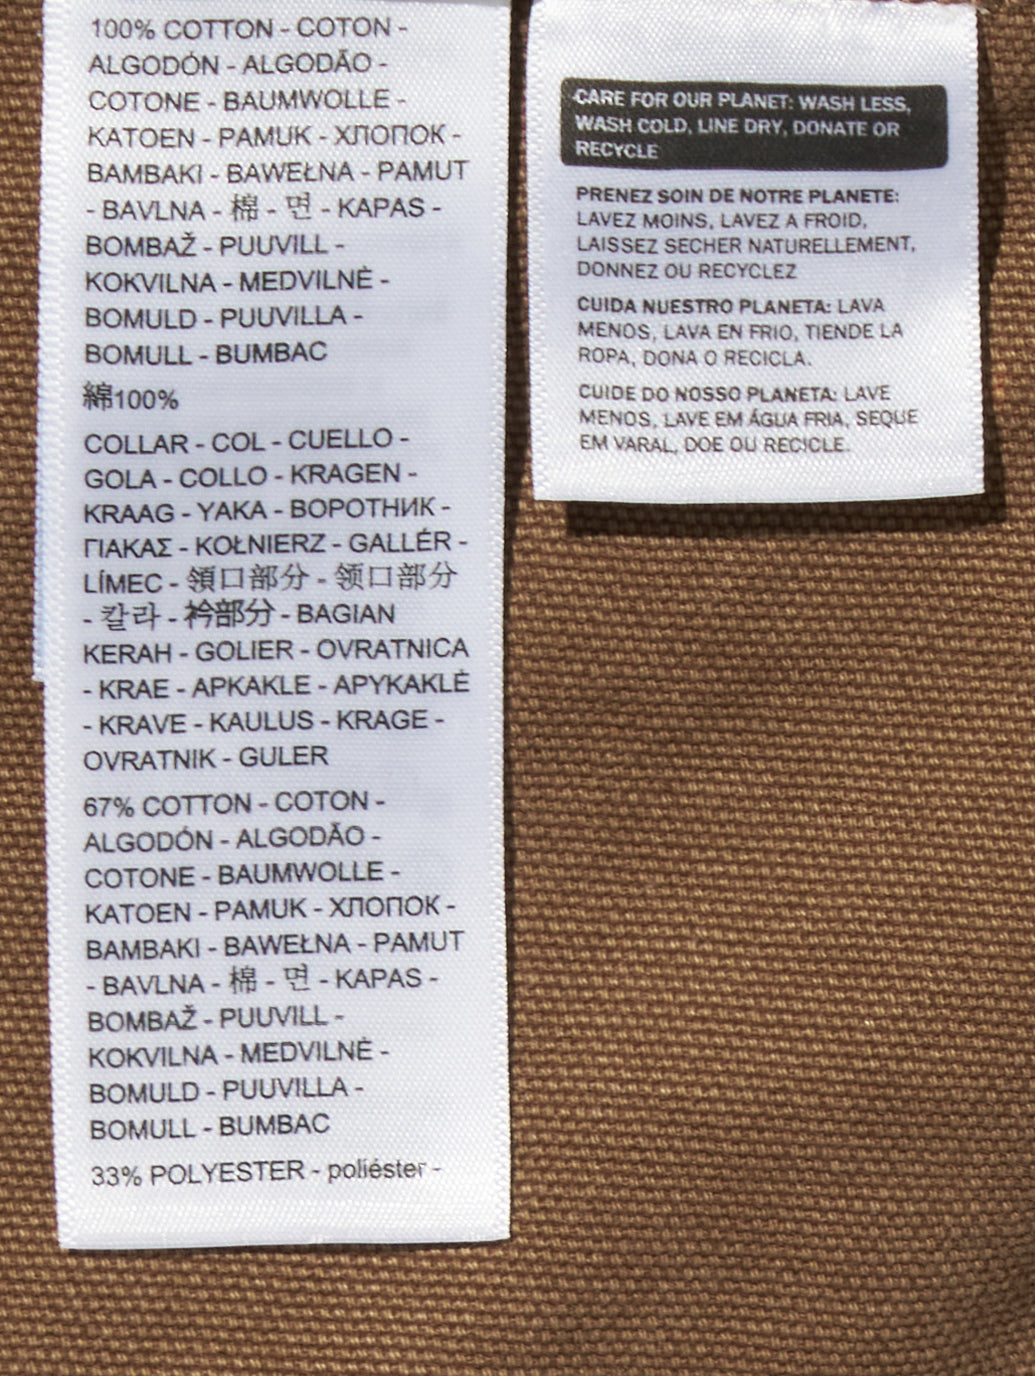 100% COTTON - COTON -
ALGODÓN - ALGODÃO -
COTONE - BAUMWOLLE -
KATOEN - PAMUK - ХЛОПОК -
BAMBAKI - BAWEŁNA - PAMUT
- BAVLNA - 棉 - 면 - KAPAS -
BOMBAŽ - PUUVILL -
KOKVILNA - MEDVILNĖ -
BOMULD - PUUVILLA -
BOMULL - BUMBAC
綿100%
COLLAR - COL - CUELLO -
GOLA - COLLO - KRAGEN -
KRAAG - YAKA - ВОРОТНИК -
ΓΙΑΚΑΣ - KOŁNIERZ - GALLÉR -
LÍMEC - 領口部分 - 领口部分
- 칼라 - 衿部分 - BAGIAN
KERAH - GOLIER - OVRATNICA
- KRAE - APKAKLE - APYKAKLĖ
- KRAVE - KAULUS - KRAGE -
OVRATNIK - GULER
67% COTTON - COTON -
ALGODÓN - ALGODÃO -
COTONE - BAUMWOLLE -
KATOEN - PAMUK - ХЛОПОК -
BAMBAKI - BAWEŁNA - PAMUT
- BAVLNA - 棉 - 면 - KAPAS -
BOMBAŽ - PUUVILL -
KOKVILNA - MEDVILNĖ -
BOMULD - PUUVILLA -
BOMULL - BUMBAC
33% POLYESTER - poliéster -
CARE FOR OUR PLANET: WASH LESS,
WASH COLD, LINE DRY, DONATE OR
RECYCLE
PRENEZ SOIN DE NOTRE PLANETE:
LAVEZ MOINS, LAVEZ A FROID,
LAISSEZ SECHER NATURELLEMENT,
DONNEZ OU RECYCLEZ
CUIDA NUESTRO PLANETA: LAVA
MENOS, LAVA EN FRIO, TIENDE LA
ROPA, DONA O RECICLA.
CUIDE DO NOSSO PLANETA: LAVE
MENOS, LAVE EM ÁGUA FRIA, SEQUE
EM VARAL, DOE OU RECICLE.